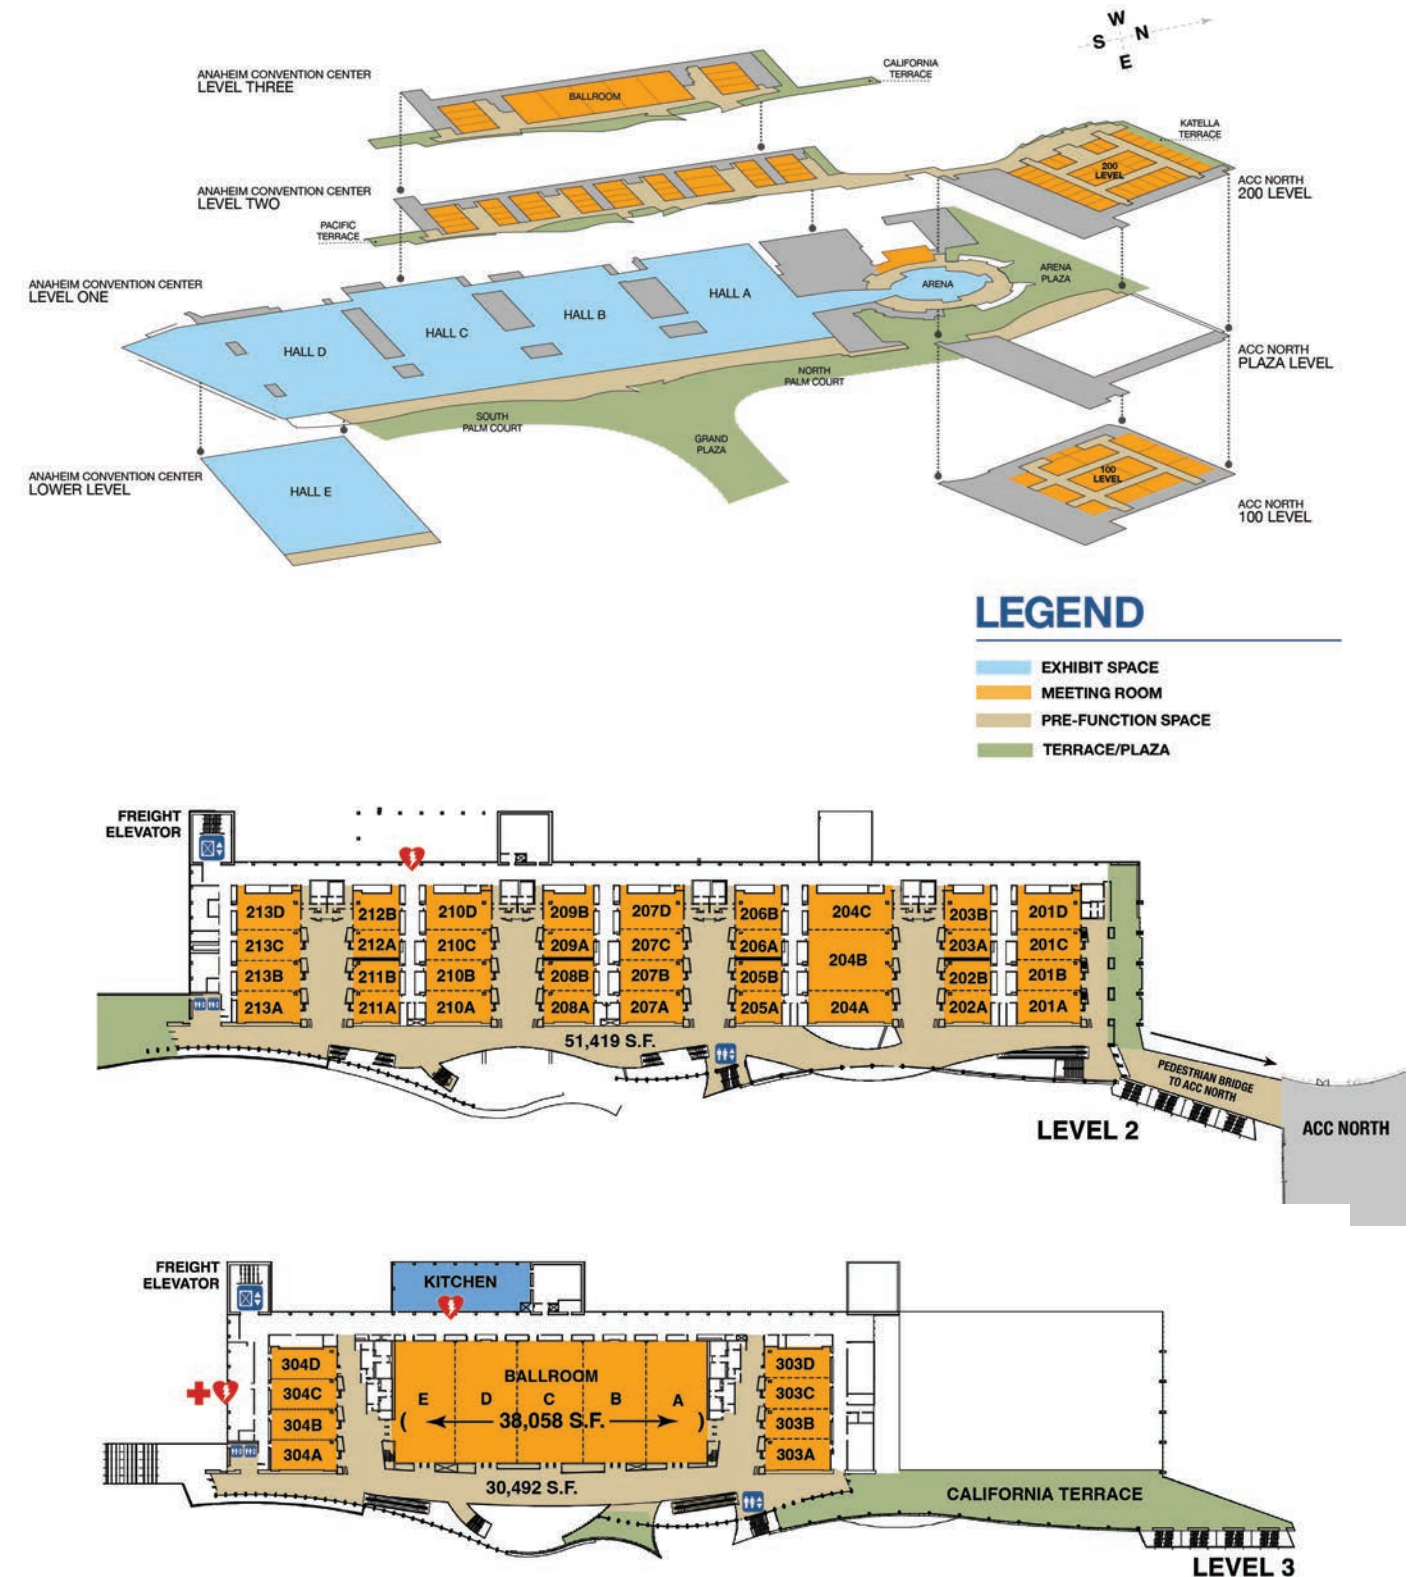 W
S N
E
ANAHEIM CONVENTION CENTER
LEVEL THREE
BALLROOM
CALIFORNIA
TERRACE
KATELLA
TERRACE
200
LEVEL
ACC NORTH
200 LEVEL
ANAHEIM CONVENTION CENTER
LEVEL TWO
PACIFIC
TERRACE
ANAHEIM CONVENTION CENTER
LEVEL ONE
ARENA
PLAZA
ARENA
HALL A
HALL B
HALL C
HALL D
ACC NORTH
PLAZA LEVEL
NORTH
PALM COURT
SOUTH
PALM COURT
GRAND
PLAZA
ANAHEIM CONVENTION CENTER
LOWER LEVEL
HALL E
100
LEVEL
ACC NORTH
100 LEVEL
LEGEND
EXHIBIT SPACE
MEETING ROOM
PRE-FUNCTION SPACE
TERRACE/PLAZA
FREIGHT
ELEVATOR
213D 212B 210D 209B 207D 206B 204C 203B 201D
213C 212A 210C 209A 207C 206A 204B 203A 201C
213B 211B 210B 208B 207B 205B 202B 201B
213A 211A 210A 208A 207A 205A 204A 202A 201A
51,419 S.F.
PEDESTRIAN BRIDGE
TO ACC NORTH
LEVEL 2
ACC NORTH
FREIGHT
ELEVATOR
KITCHEN
304D BALLROOM 303D
304C E D C B A 303C
304B 38,058 S.F. 303B
304A 303A
30,492 S.F.
CALIFORNIA TERRACE
LEVEL 3